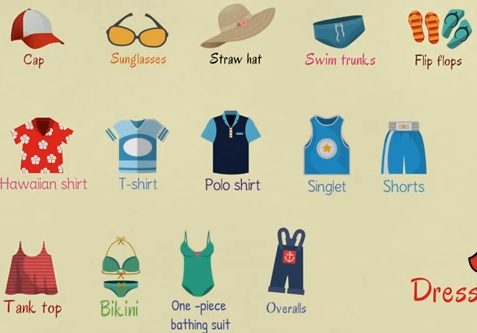 Cap
Sunglasses
Straw hat
Swim trunks
Flip flops
Hawaiian shirt
T-shirt
Polo shirt
Singlet
Shorts
Tank top
Bikini
One -piece
bathing suit
Overalls
Dress